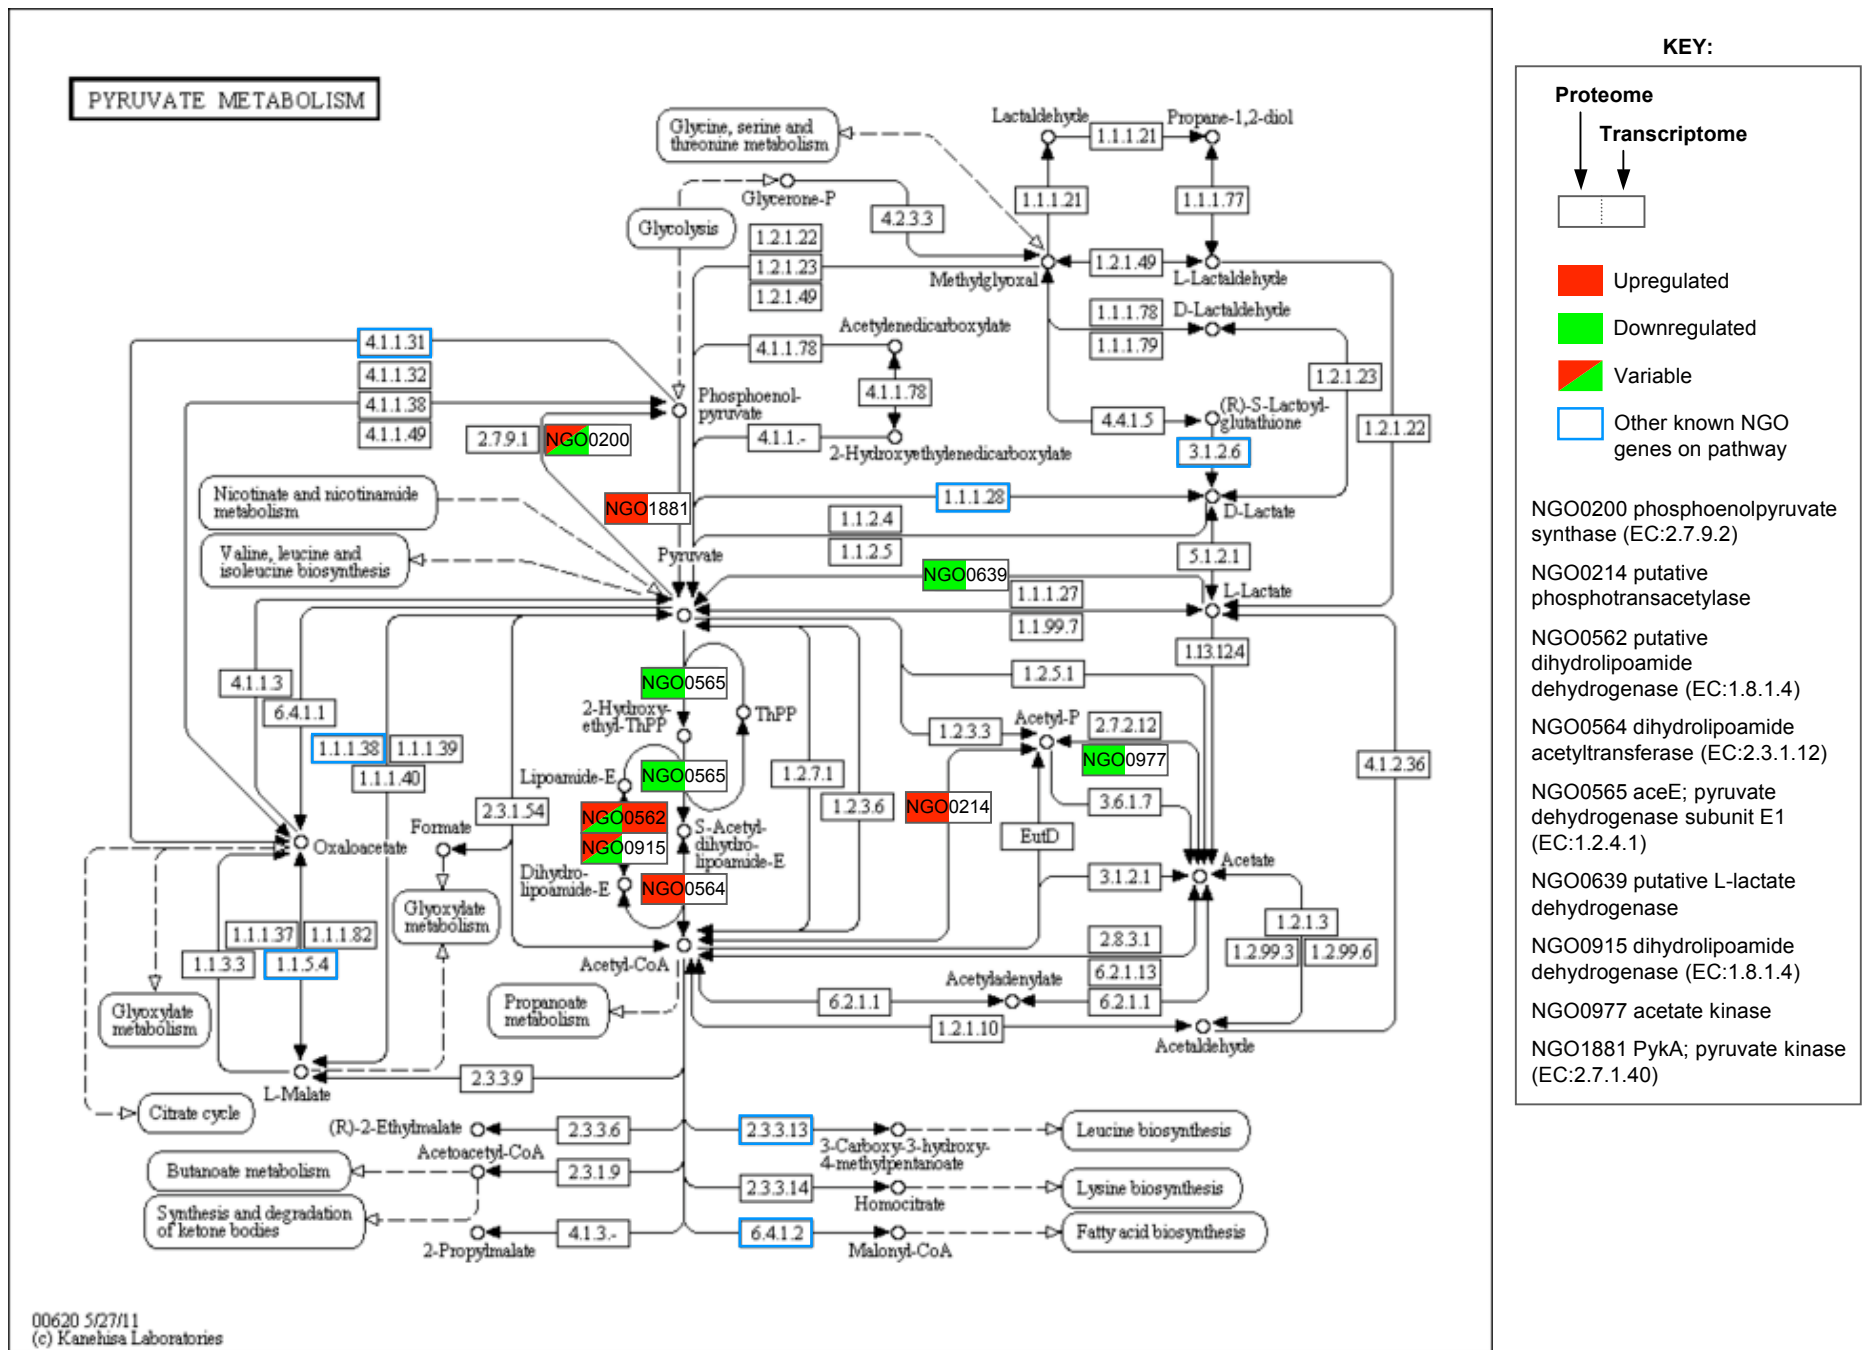 PYRUVATE METABOLISM
Glycine, serine and
threonine metabolism
Lactaldehyde
1.1.1.21
Propane-1,2-diol
Glycerone-P
Glycolysis
4.2.3.3
1.1.1.21
1.1.1.77
1.2.1.22
1.2.1.23
1.2.1.49
Methylglyoxal
1.2.1.49
L-Lactaldehyde
D-Lactaldehyde
1.1.1.78
1.1.1.79
Acetylenedicarboxylate
4.1.1.78
4.1.1.78
4.1.1.31
4.1.1.32
4.1.1.38
4.1.1.49
1.2.1.23
1.2.1.22
Phosphoenol-
pyruvate
2.7.9.1
NGO0200
4.1.1.-
2-Hydroxyethylenedicarboxylate
4.4.1.5
(R)-S-Lactoyl-
glutathione
3.1.2.6
Nicotinate and nicotinamide
metabolism
NGO1881
1.1.1.28
D-Lactate
1.1.2.4
1.1.2.5
Valine, leucine and
isoleucine biosynthesis
Pyruvate
5.1.2.1
NGO0639
1.1.1.27
L-Lactate
1.1.99.7
1.13.12.4
4.1.1.3
6.4.1.1
NGO0565
1.2.5.1
2-Hydroxy-
ethyl-ThPP
ThPP
1.1.1.38
1.1.1.39
1.1.1.40
1.2.3.3
Acetyl-P
2.7.2.12
NGO0977
Lipoamide-E
NGO0565
1.2.7.1
1.2.3.6
NGO0214
3.6.1.7
4.1.2.36
2.3.1.54
NGO0562
NGO0915
S-Acetyl-
dihydro-
lipoamide-E
EutD
Oxaloacetate
Formate
Dihydro-
lipoamide-E
NGO0564
Acetate
3.1.2.1
Glyoxylate
metabolism
1.1.1.37
1.1.1.82
1.1.3.3
1.1.5.4
Acetyl-CoA
2.8.3.1
6.2.1.13
1.2.1.3
1.2.99.3
1.2.99.6
Glyoxylate
metabolism
Propanoate
metabolism
6.2.1.1
Acetyladenylate
6.2.1.1
1.2.1.10
Acetaldehyde
L-Malate
2.3.3.9
Citrate cycle
(R)-2-Ethylmalate
2.3.3.6
2.3.3.13
3-Carboxy-3-hydroxy-
4-methylpentanoate
Leucine biosynthesis
Butanoate metabolism
Acetoacetyl-CoA
2.3.1.9
2.3.3.14
Homocitrate
Lysine biosynthesis
Synthesis and degradation
of ketone bodies
2-Propylmalate
4.1.3.-
6.4.1.2
Malonyl-CoA
Fatty acid biosynthesis
00620 5/27/11
(c) Kanehisa Laboratories
KEY:
Proteome
Transcriptome
Upregulated
Downregulated
Variable
Other known NGO
genes on pathway
NGO0200 phosphoenolpyruvate
synthase (EC:2.7.9.2)
NGO0214 putative
phosphotransacetylase
NGO0562 putative
dihydrolipoamide
dehydrogenase (EC:1.8.1.4)
NGO0564 dihydrolipoamide
acetyltransferase (EC:2.3.1.12)
NGO0565 aceE; pyruvate
dehydrogenase subunit E1
(EC:1.2.4.1)
NGO0639 putative L-lactate
dehydrogenase
NGO0915 dihydrolipoamide
dehydrogenase (EC:1.8.1.4)
NGO0977 acetate kinase
NGO1881 PykA; pyruvate kinase
(EC:2.7.1.40)